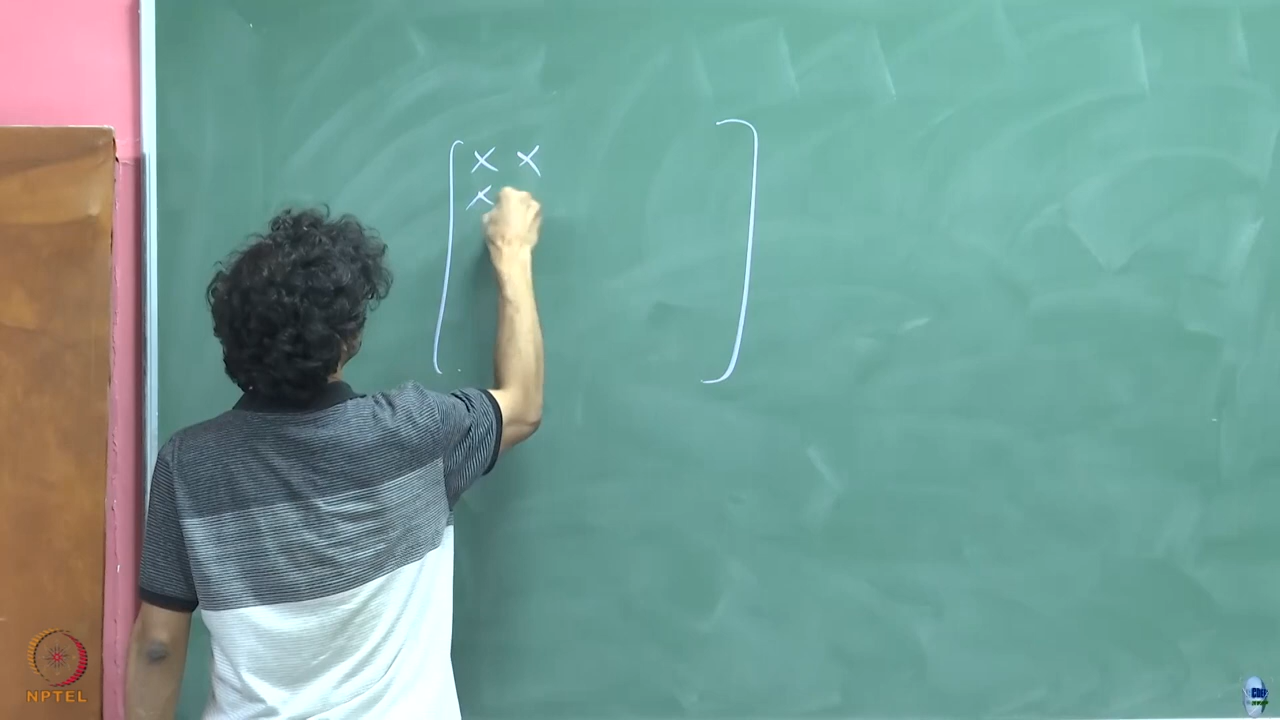 [ × × ]
×
NPTEL